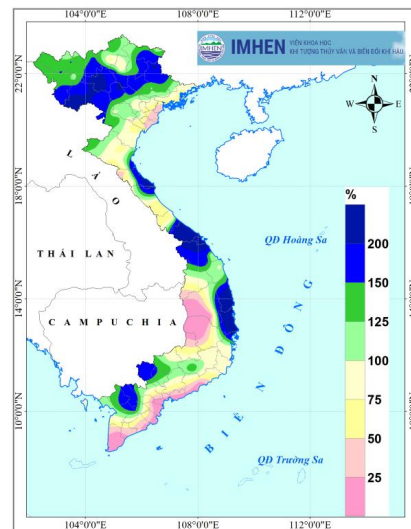 104°0'0"E 108°0'0"E 112°0'0"E
IMHEN
IMHEN VIỆN KHOA HỌC
KHÍ TƯỢNG THỦY VĂN VÀ BIẾN ĐỔI KHÍ HẬU
22°0'0"N
N
W E
S
LÀO
%
200
150
125
100
75
50
25
QĐ Hoàng Sa
THÁI LAN
14°0'0"N
CAMPUCHIA
BIỂN ĐÔNG
10°0'0"N
QĐ Trường Sa
104°0'0"E 108°0'0"E 112°0'0"E